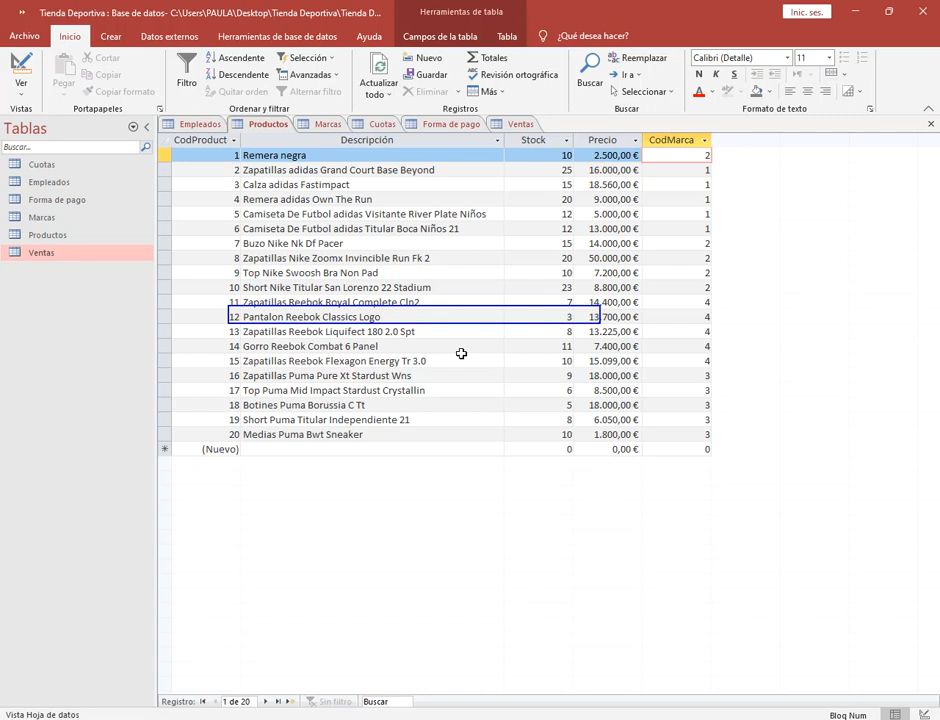 Tienda Deportiva : Base de datos- C:\Users\PAULA\Desktop\Tienda Deportiva\Tienda D...
Herramientas de tabla
Inic. ses.
Archivo Inicio Crear Datos externos Herramientas de base de datos Ayuda Campos de la tabla Tabla ¿Qué desea hacer?
Ver
Vistas
Pegar
Cortar
Copiar
Copiar formato
Portapapeles
Filtro
Ascendente
Descendente
Quitar orden
Selección
Avanzadas
Alternar filtro
Ordenar y filtrar
Actualizar
todo
Nuevo
Guardar
Eliminar
Totales
Revisión ortográfica
Más
Registros
Buscar
Reemplazar
Ir a
Seleccionar
Buscar
Calibri (Detalle) 11
N K S
Formato de texto
Tablas
Buscar...
Cuotas
Empleados
Forma de pago
Marcas
Productos
Ventas
Empleados Productos Marcas Cuotas Forma de pago Ventas
CodProduct Descripción Stock Precio CodMarca
1 Remera negra 10 2.500,00 € 2
2 Zapatillas adidas Grand Court Base Beyond 25 16.000,00 € 1
3 Calza adidas Fastimpact 15 18.560,00 € 1
4 Remera adidas Own The Run 20 9.000,00 € 1
5 Camiseta De Futbol adidas Visitante River Plate Niños 12 5.000,00 € 1
6 Camiseta De Futbol adidas Titular Boca Niños 21 12 13.000,00 € 1
7 Buzo Nike Nk Df Pacer 15 14.000,00 € 2
8 Zapatillas Nike Zoomx Invincible Run Fk 2 20 50.000,00 € 2
9 Top Nike Swoosh Bra Non Pad 10 7.200,00 € 2
10 Short Nike Titular San Lorenzo 22 Stadium 23 8.800,00 € 2
11 Zapatillas Reebok Royal Complete Cln2 7 14.400,00 € 4
12 Pantalon Reebok Classics Logo 3 13.700,00 € 4
13 Zapatillas Reebok Liquifect 180 2.0 Spt 8 13.225,00 € 4
14 Gorro Reebok Combat 6 Panel 11 7.400,00 € 4
15 Zapatillas Reebok Flexagon Energy Tr 3.0 10 15.099,00 € 4
16 Zapatillas Puma Pure Xt Stardust Wns 9 18.000,00 € 3
17 Top Puma Mid Impact Stardust Crystallin 6 8.500,00 € 3
18 Botines Puma Borussia C Tt 5 18.000,00 € 3
19 Short Puma Titular Independiente 21 8 6.050,00 € 3
20 Medias Puma Bwt Sneaker 10 1.800,00 € 3
(Nuevo) 0 0,00 € 0
Registro: 1 de 20 Sin filtro Buscar
Vista Hoja de datos Bloq Num